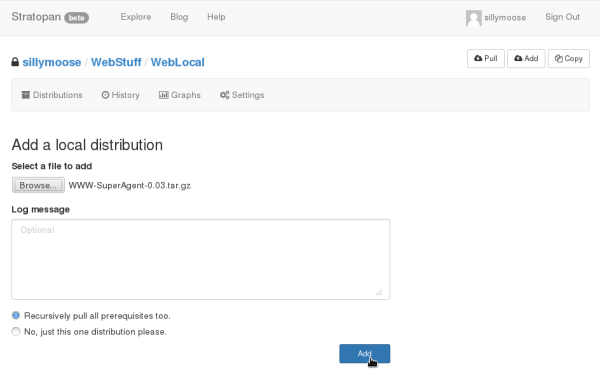 Stratopan beta Explore Blog Help sillymoose Sign Out
sillymoose / WebStuff / WebLocal Pull Add Copy
Distributions History Graphs Settings
Add a local distribution
Select a file to add
Browse... WWW-SuperAgent-0.03.tar.gz
Log message
Optional
Recursively pull all prerequisites too.
No, just this one distribution please.
Add